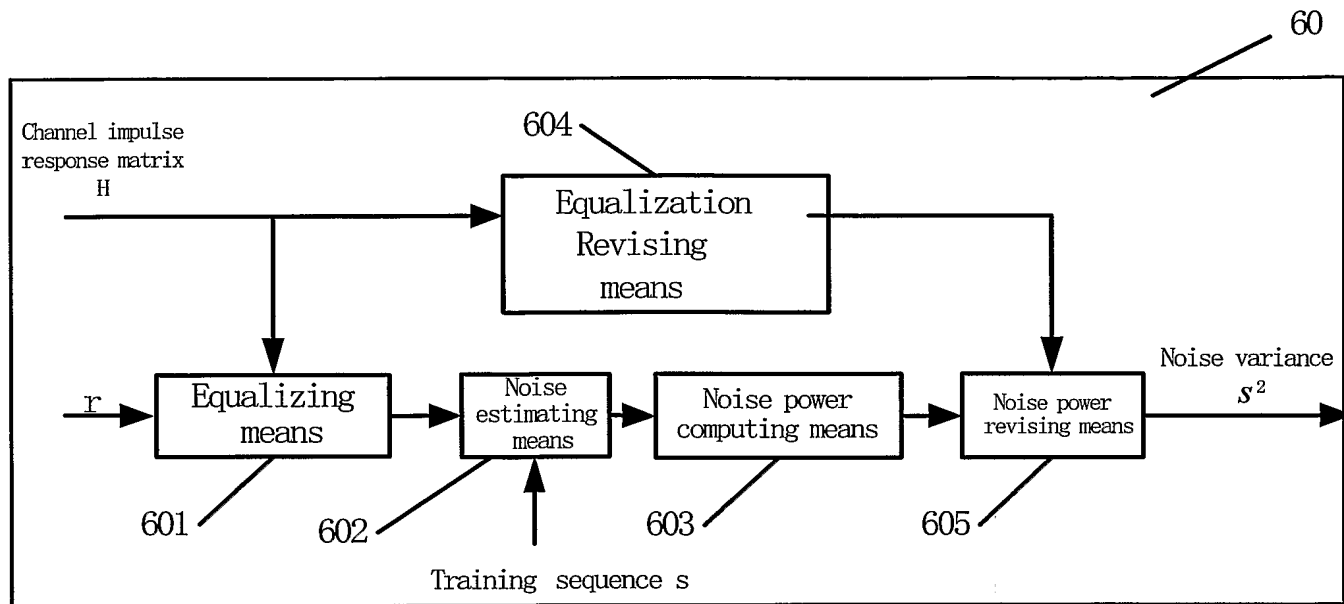 60
Channel impulse
response matrix
H
604
Equalization
Revising
means
r
Equalizing
means
Noise
estimating
means
Noise power
computing means
Noise power
revising means
Noise variance
s²
601
602
603
605
Training sequence s